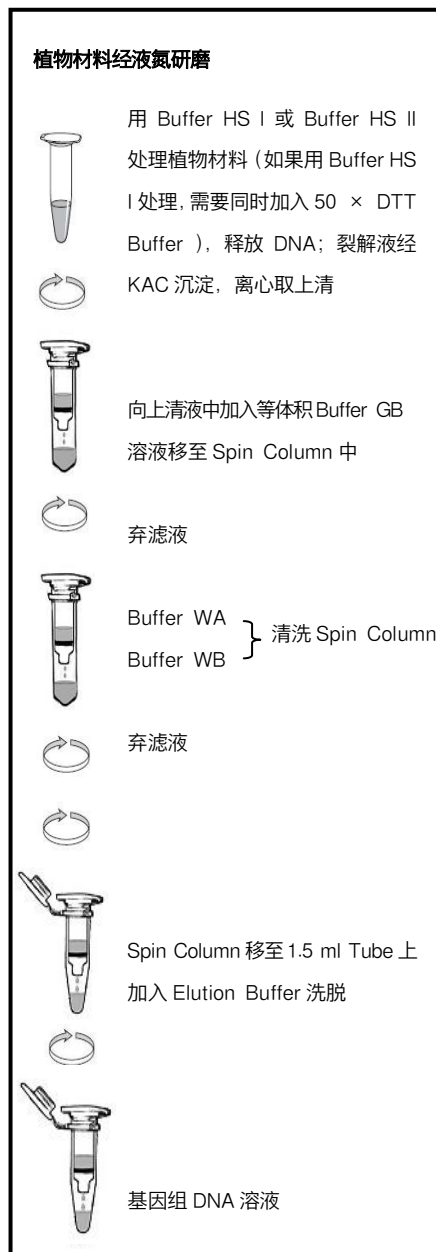 植物材料经液氮研磨
用 Buffer HS I 或 Buffer HS II
处理植物材料（如果用 Buffer HS
I 处理，需要同时加入 50 × DTT
Buffer ），释放 DNA；裂解液经
KAC 沉淀，离心取上清
向上清液中加入等体积 Buffer GB
溶液移至 Spin Column 中
弃滤液
Buffer WA
Buffer WB
清洗 Spin Column
弃滤液
Spin Column 移至 1.5 ml Tube 上
加入 Elution Buffer 洗脱
基因组 DNA 溶液